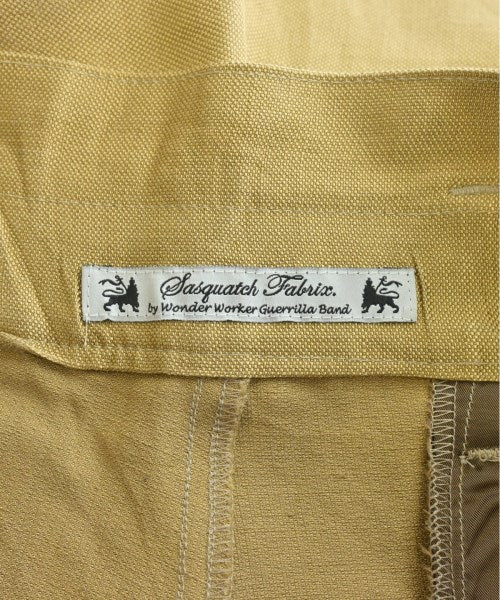 Sasquatch Fabrix.
by Wonder Worker Guerrilla Band